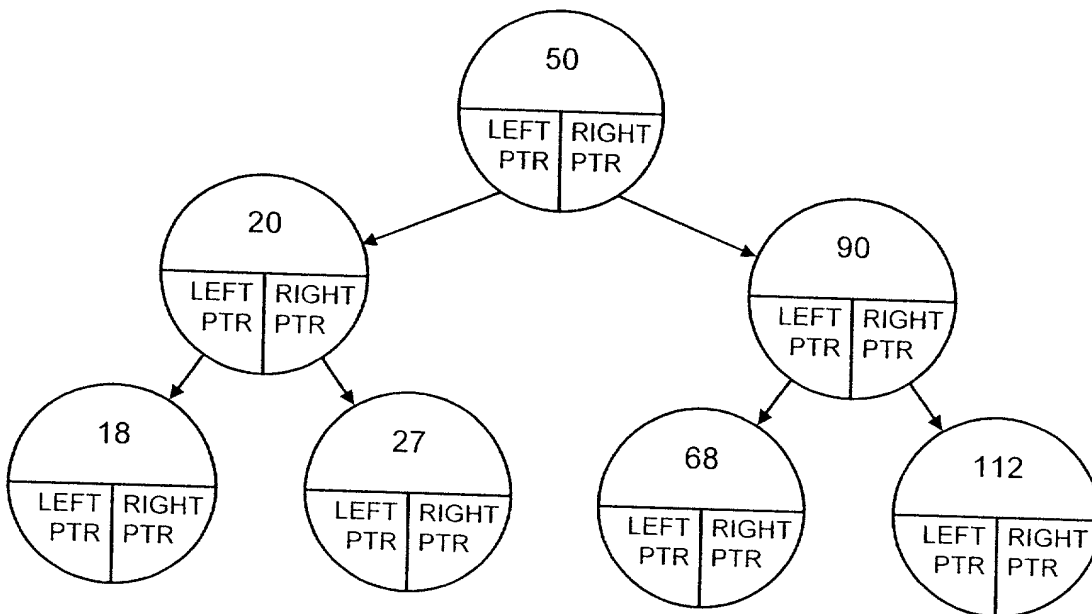 50
LEFT RIGHT
PTR PTR
20
LEFT RIGHT
PTR PTR
90
LEFT RIGHT
PTR PTR
18
LEFT RIGHT
PTR PTR
27
LEFT RIGHT
PTR PTR
68
LEFT RIGHT
PTR PTR
112
LEFT RIGHT
PTR PTR